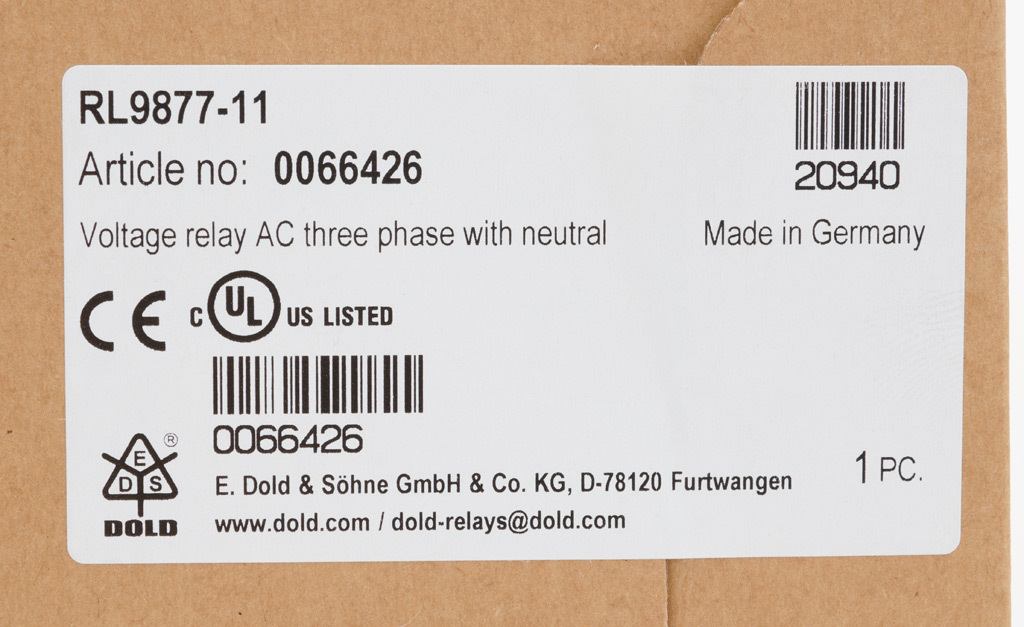 RL9877-11
20940
Article no: 0066426
Voltage relay AC three phase with neutral
Made in Germany
CE
C UL US LISTED
0066426
E D S ®
DOLD
E. Dold & Söhne GmbH & Co. KG, D-78120 Furtwangen
www.dold.com / dold-relays@dold.com
1 PC.